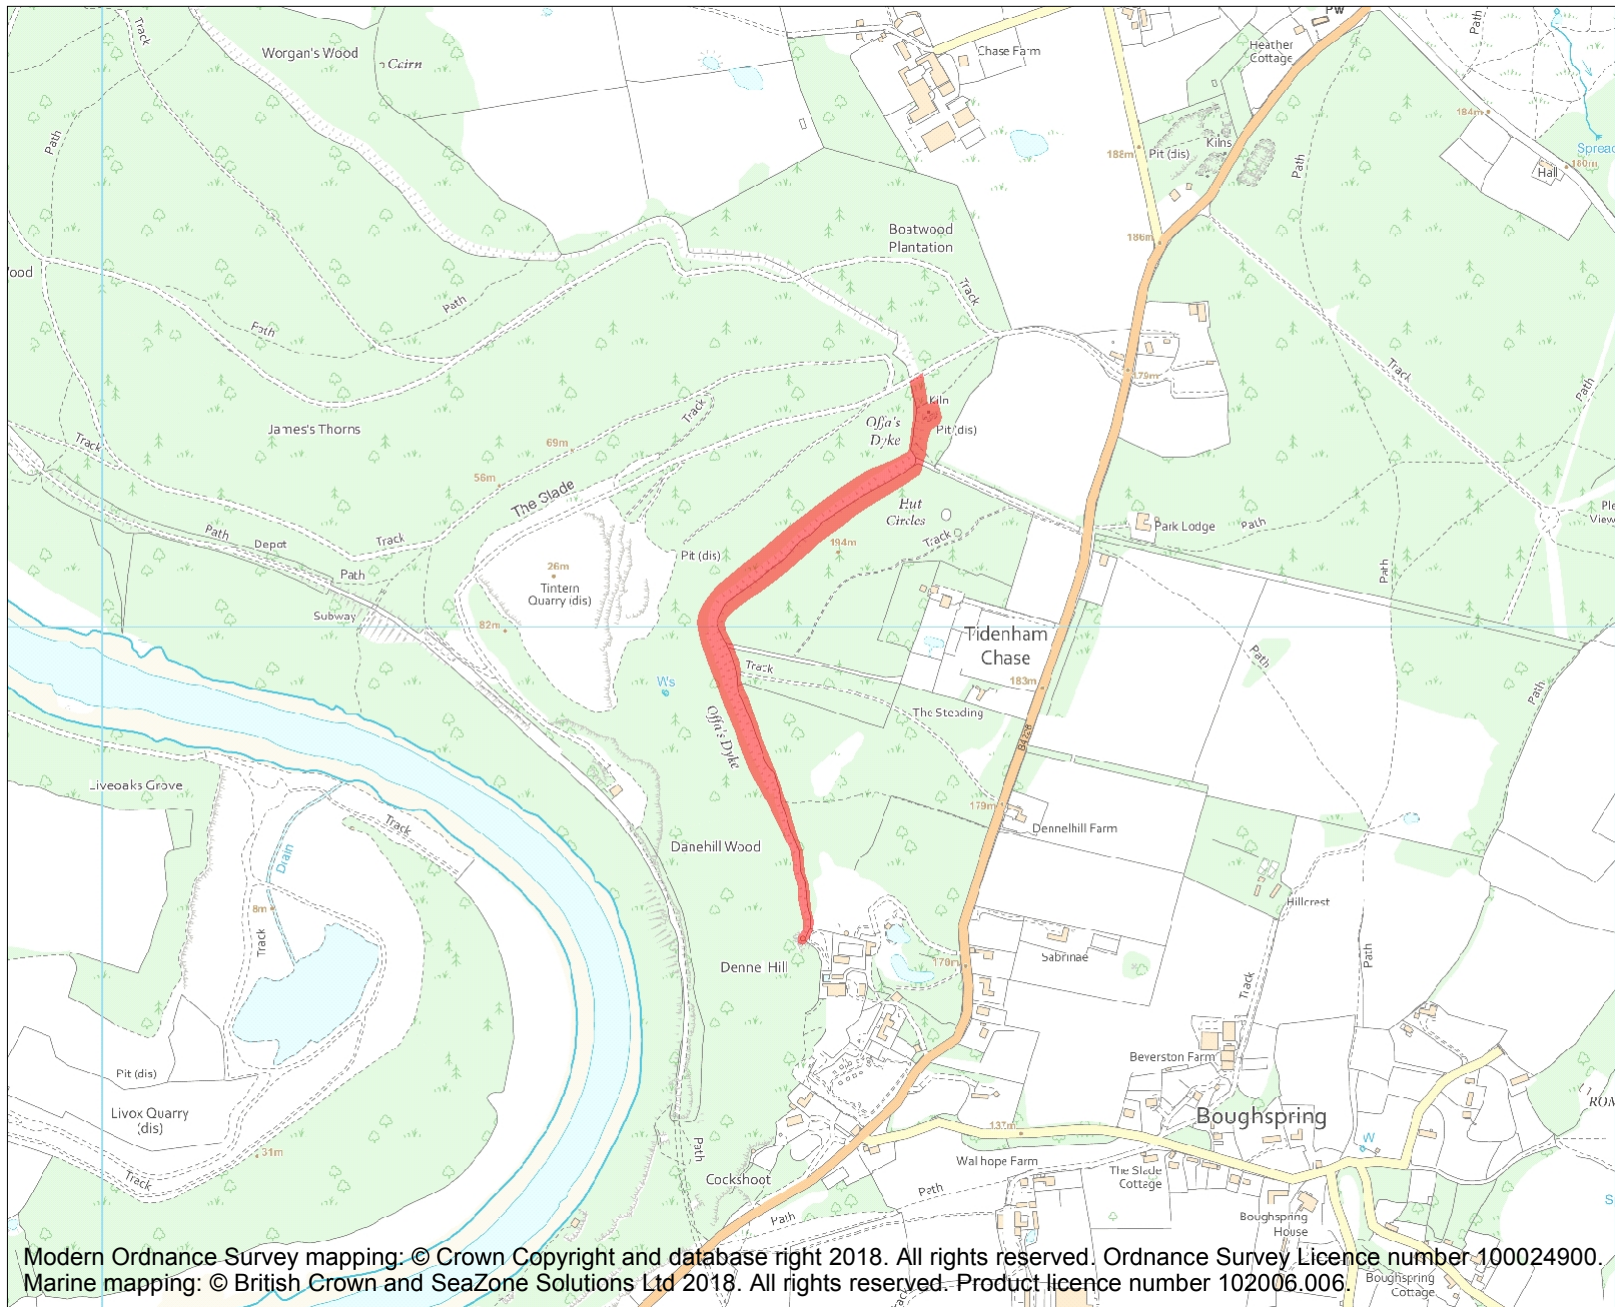 PW
Track
Worgan's Wood
Cairn
Chase Farm
Heather
Cottage
Path
Path
184m
Kilns
188m
Pit (dis)
Path
Spread
180m
Hall
Boatwood
Plantation
186m
ood
Track
Path
Path
Track
179m
Path
Track
Kiln
Offa's
Dyke
Pit (dis)
James's Thorns
Track
69m
56m
The Slade
Hut
Circles
Park Lodge
Path
Path
Depot
Track
Track
194m
Pit (dis)
Path
26m
Tintern
Quarry (dis)
Path
Subway
82m
Tidenham
Chase
Track
Path
W's
183m
Path
The Steading
Offa's Dyke
B4228
Liveoaks Grove
179m
Dennelhill Farm
Track
Drain
Danehill Wood
Hillcrest
8m
Track
178m
Sabrinae
Path
Dennel Hill
Track
Beverston Farm
Pit (dis)
Livox Quarry
(dis)
Boughspring
ROM
137m
W
31m
Path
Walhope Farm
The Slade
Cottage
Track
Cockshoot
Path
Path
Boughspring
House
Modern Ordnance Survey mapping: © Crown Copyright and database right 2018. All rights reserved. Ordnance Survey Licence number 100024900.
Marine mapping: © British Crown and SeaZone Solutions Ltd 2018. All rights reserved. Product licence number 102006.006.
Boughspring
Cottage
Track